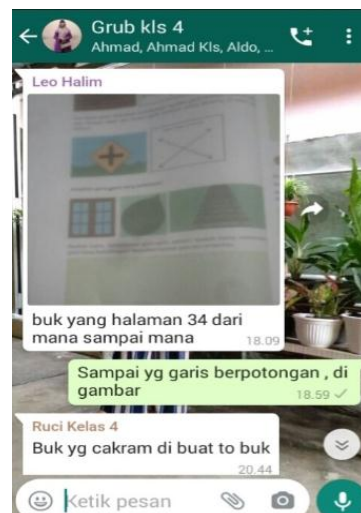 Grub kls 4
Ahmad, Ahmad Kls, Aldo, ...
Leo Halim
buk yang halaman 34 dari
mana sampai mana
18.09
Sampai yg garis berpotongan , di
gambar
18.59
Ruci Kelas 4
Buk yg cakram di buat to buk
20.44
Ketik pesan